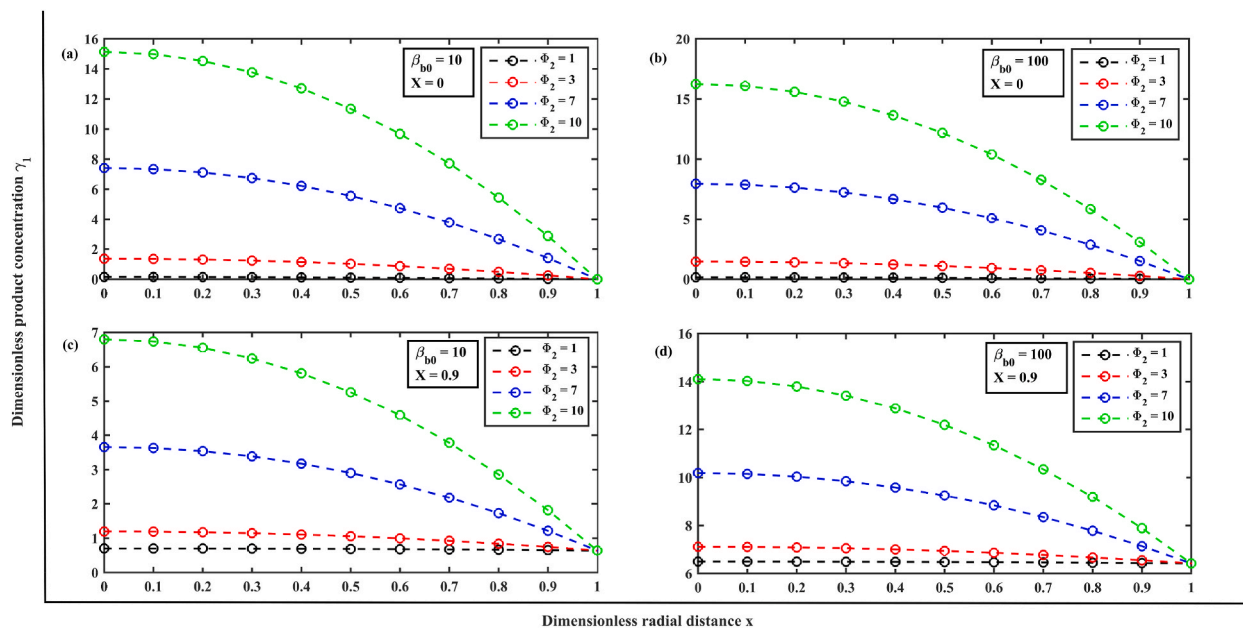 Dimensionless product concentration γ₁
(a)
16
14
12
10
8
6
4
2
0
0 0.1 0.2 0.3 0.4 0.5 0.6 0.7 0.8 0.9 1
β_b0 = 10
X = 0
Φ₂ = 1
Φ₂ = 3
Φ₂ = 7
Φ₂ = 10
(b)
20
15
10
5
0
0 0.1 0.2 0.3 0.4 0.5 0.6 0.7 0.8 0.9 1
β_b0 = 100
X = 0
Φ₂ = 1
Φ₂ = 3
Φ₂ = 7
Φ₂ = 10
(c)
7
6
5
4
3
2
1
0
0 0.1 0.2 0.3 0.4 0.5 0.6 0.7 0.8 0.9 1
β_b0 = 10
X = 0.9
Φ₂ = 1
Φ₂ = 3
Φ₂ = 7
Φ₂ = 10
(d)
16
14
12
10
8
6
0 0.1 0.2 0.3 0.4 0.5 0.6 0.7 0.8 0.9 1
β_b0 = 100
X = 0.9
Φ₂ = 1
Φ₂ = 3
Φ₂ = 7
Φ₂ = 10
Dimensionless radial distance x